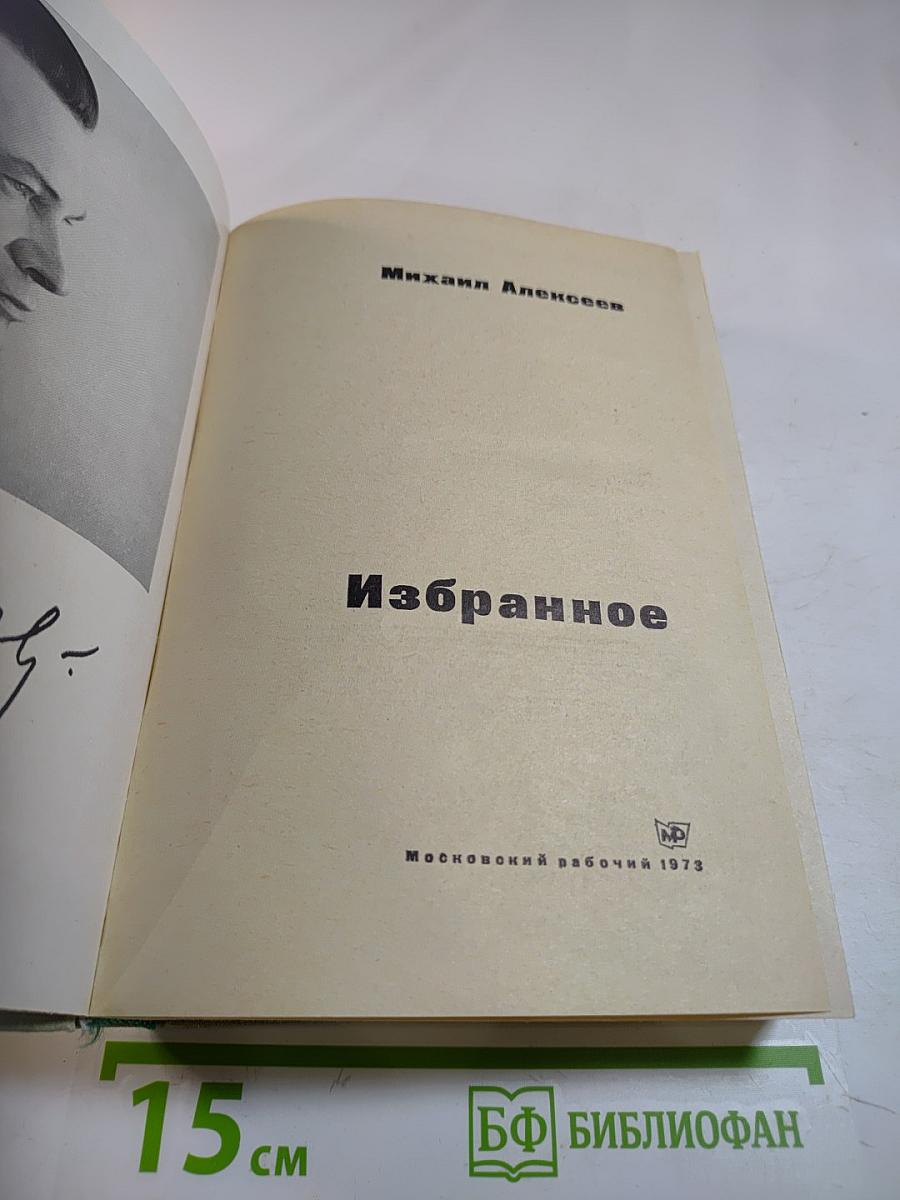 Михаил Алексеев
Избранное
МР
Московский рабочий 1973
15 см
БФ БИБЛИОФАН